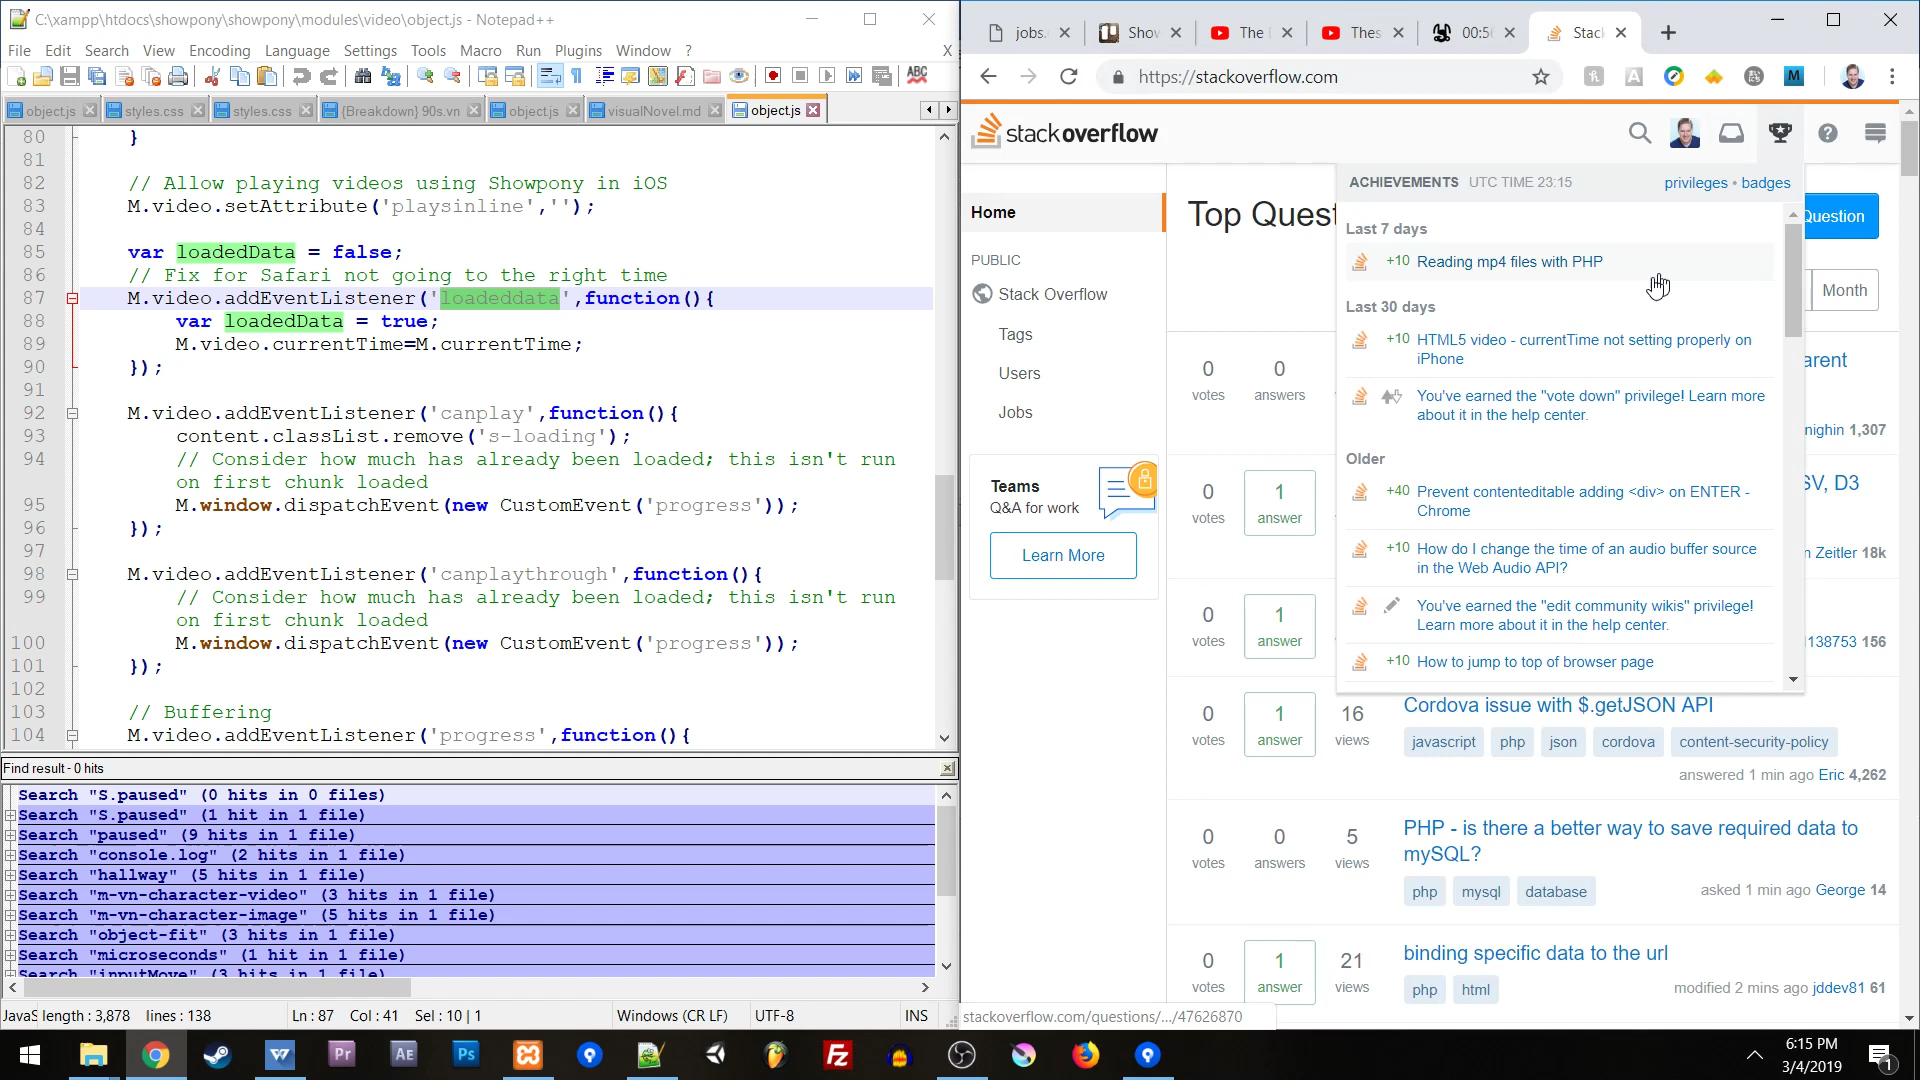 C:\xampp\htdocs\showpony\showpony\modules\video\object.js - Notepad++
File Edit Search View Encoding Language Settings Tools Macro Run Plugins Window ? X
object.js styles.css styles.css {Breakdown} 90s.vn object.js visualNovel.md object.js
80 }
81
82 // Allow playing videos using Showpony in iOS
83 M.video.setAttribute('playsinline','');
84
85 var loadedData = false;
86 // Fix for Safari not going to the right time
87 M.video.addEventListener('loadeddata',function(){
88 var loadedData = true;
89 M.video.currentTime=M.currentTime;
90 });
91
92 M.video.addEventListener('canplay',function(){
93 content.classList.remove('s-loading');
94 // Consider how much has already been loaded; this isn't run
on first chunk loaded
95 M.window.dispatchEvent(new CustomEvent('progress'));
96 });
97
98 M.video.addEventListener('canplaythrough',function(){
99 // Consider how much has already been loaded; this isn't run
on first chunk loaded
100 M.window.dispatchEvent(new CustomEvent('progress'));
101 });
102
103 // Buffering
104 M.video.addEventListener('progress',function(){
Find result - 0 hits
Search "S.paused" (0 hits in 0 files)
Search "S.paused" (1 hit in 1 file)
Search "paused" (9 hits in 1 file)
Search "console.log" (2 hits in 1 file)
Search "hallway" (5 hits in 1 file)
Search "m-vn-character-video" (3 hits in 1 file)
Search "m-vn-character-image" (5 hits in 1 file)
Search "object-fit" (3 hits in 1 file)
Search "microseconds" (1 hit in 1 file)
Search "inputMove" (3 hits in 1 file)
JavaS length : 3,878 lines : 138 Ln : 87 Col : 41 Sel : 10 | 1 Windows (CR LF) UTF-8 INS
jobs. Show The Thes 00:5 Stac
https://stackoverflow.com
stackoverflow
Home
PUBLIC
Stack Overflow
Tags
Users
Jobs
Teams
Q&A for work
Learn More
Top Quest
Question
Month
ACHIEVEMENTS UTC TIME 23:15 privileges • badges
Last 7 days
+10 Reading mp4 files with PHP
Last 30 days
+10 HTML5 video - currentTime not setting properly on
iPhone
You've earned the "vote down" privilege! Learn more
about it in the help center.
Older
+40 Prevent contenteditable adding <div> on ENTER -
Chrome
+10 How do I change the time of an audio buffer source
in the Web Audio API?
You've earned the "edit community wikis" privilege!
Learn more about it in the help center.
+10 How to jump to top of browser page
0 votes 0 answers arent
nighin 1,307
0 votes 1 answer SV, D3
n Zeitler 18k
0 votes 1 answer
138753 156
0 votes 1 answer 16 views Cordova issue with $.getJSON API
javascript php json cordova content-security-policy
answered 1 min ago Eric 4,262
0 votes 0 answers 5 views PHP - is there a better way to save required data to
mySQL?
php mysql database asked 1 min ago George 14
0 votes 1 answer 21 views binding specific data to the url
php html modified 2 mins ago jddev81 61
stackoverflow.com/questions/.../47626870
6:15 PM
3/4/2019